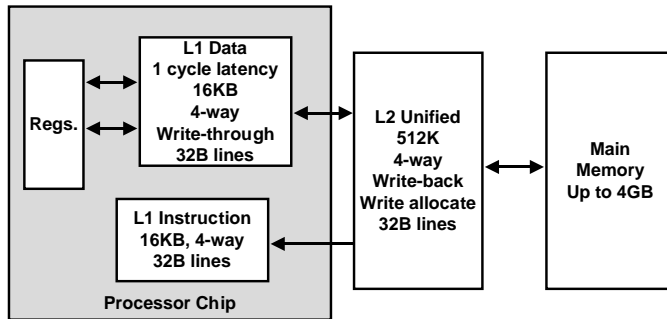 Regs.
L1 Data
1 cycle latency
16KB
4-way
Write-through
32B lines
L1 Instruction
16KB, 4-way
32B lines
Processor Chip
L2 Unified
512K
4-way
Write-back
Write allocate
32B lines
Main
Memory
Up to 4GB